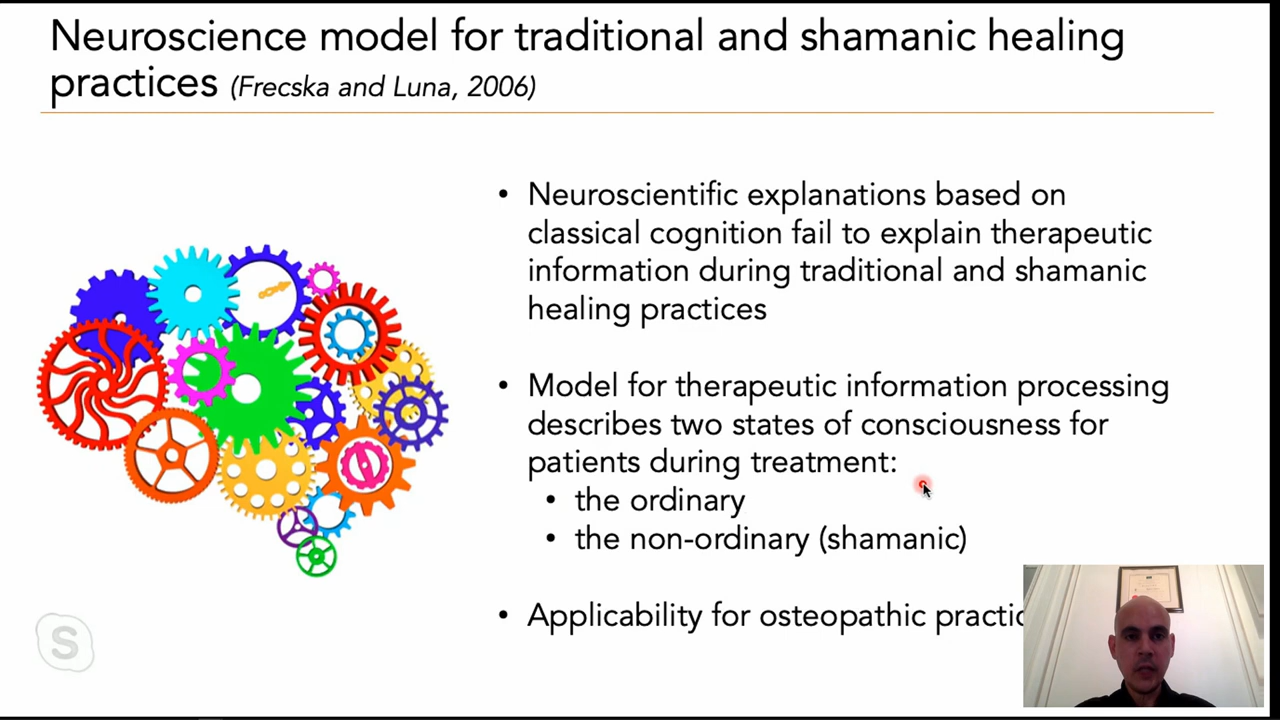 Neuroscience model for traditional and shamanic healing
practices (Frecska and Luna, 2006)
• Neuroscientific explanations based on
classical cognition fail to explain therapeutic
information during traditional and shamanic
healing practices
• Model for therapeutic information processing
describes two states of consciousness for
patients during treatment:
• the ordinary
• the non-ordinary (shamanic)
• Applicability for osteopathic
S